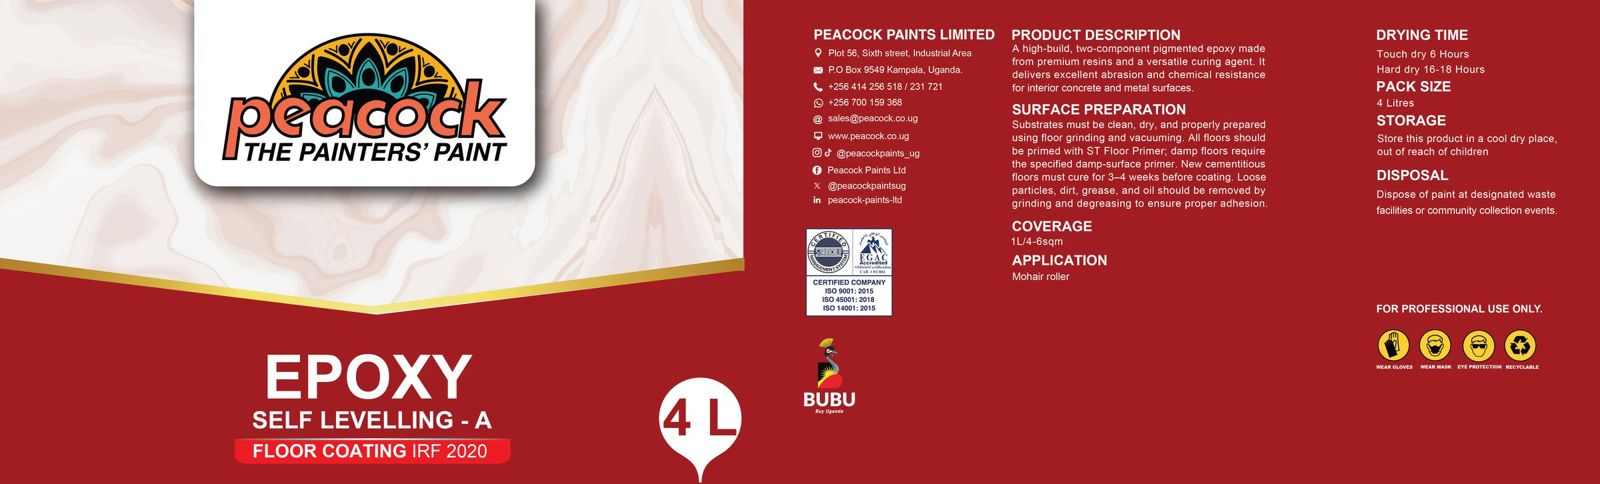 peacock
THE PAINTERS' PAINT
EPOXY
SELF LEVELLING - A
FLOOR COATING IRF 2020
4 L
PEACOCK PAINTS LIMITED
Plot 56, Sixth street, Industrial Area
P.O Box 9549 Kampala, Uganda.
+256 414 256 518 / 231 721
+256 700 159 368
sales@peacock.co.ug
www.peacock.co.ug
@peacockpaints_ug
Peacock Paints Ltd
@peacockpaintsug
peacock-paints-ltd
CERTIFIED
MANAGEMENT SYSTEM
EGAC
Accredited
CERTIFIED COMPANY
ISO 9001: 2015
ISO 45001: 2018
ISO 14001: 2015
BUBU
Buy Uganda
PRODUCT DESCRIPTION
A high-build, two-component pigmented epoxy made
from premium resins and a versatile curing agent. It
delivers excellent abrasion and chemical resistance
for interior concrete and metal surfaces.
SURFACE PREPARATION
Substrates must be clean, dry, and properly prepared
using floor grinding and vacuuming. All floors should
be primed with ST Floor Primer; damp floors require
the specified damp-surface primer. New cementitious
floors must cure for 3–4 weeks before coating. Loose
particles, dirt, grease, and oil should be removed by
grinding and degreasing to ensure proper adhesion.
COVERAGE
1L/4-6sqm
APPLICATION
Mohair roller
DRYING TIME
Touch dry 6 Hours
Hard dry 16-18 Hours
PACK SIZE
4 Litres
STORAGE
Store this product in a cool dry place,
out of reach of children
DISPOSAL
Dispose of paint at designated waste
facilities or community collection events.
FOR PROFESSIONAL USE ONLY.
WEAR GLOVES
WEAR MASK
EYE PROTECTION
RECYCLABLE